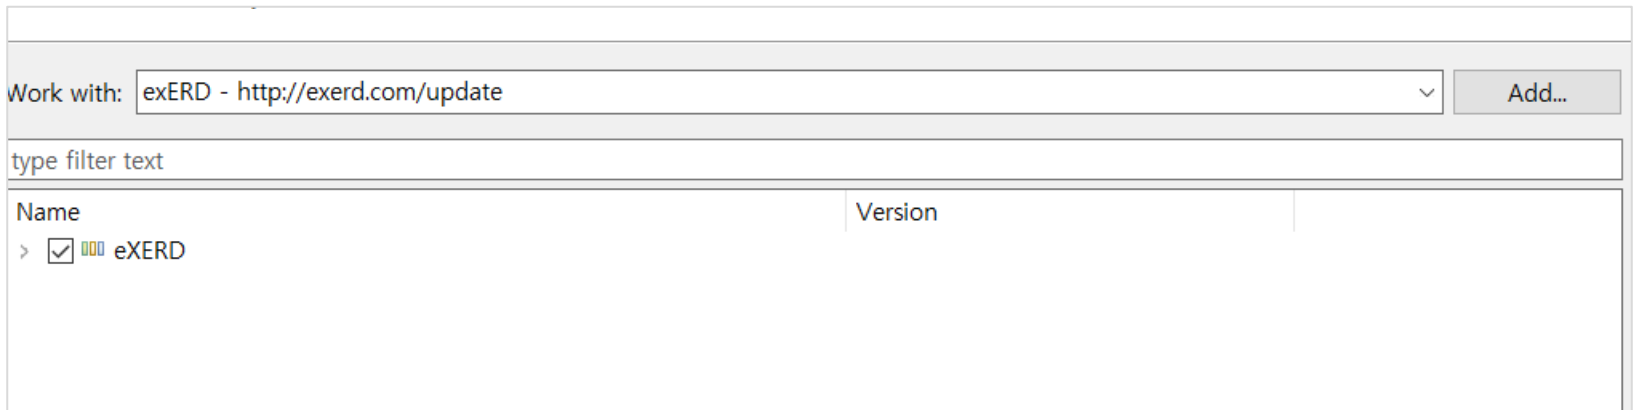 Work with: exERD - http://exerd.com/update Add...
type filter text
Name Version
eXERD